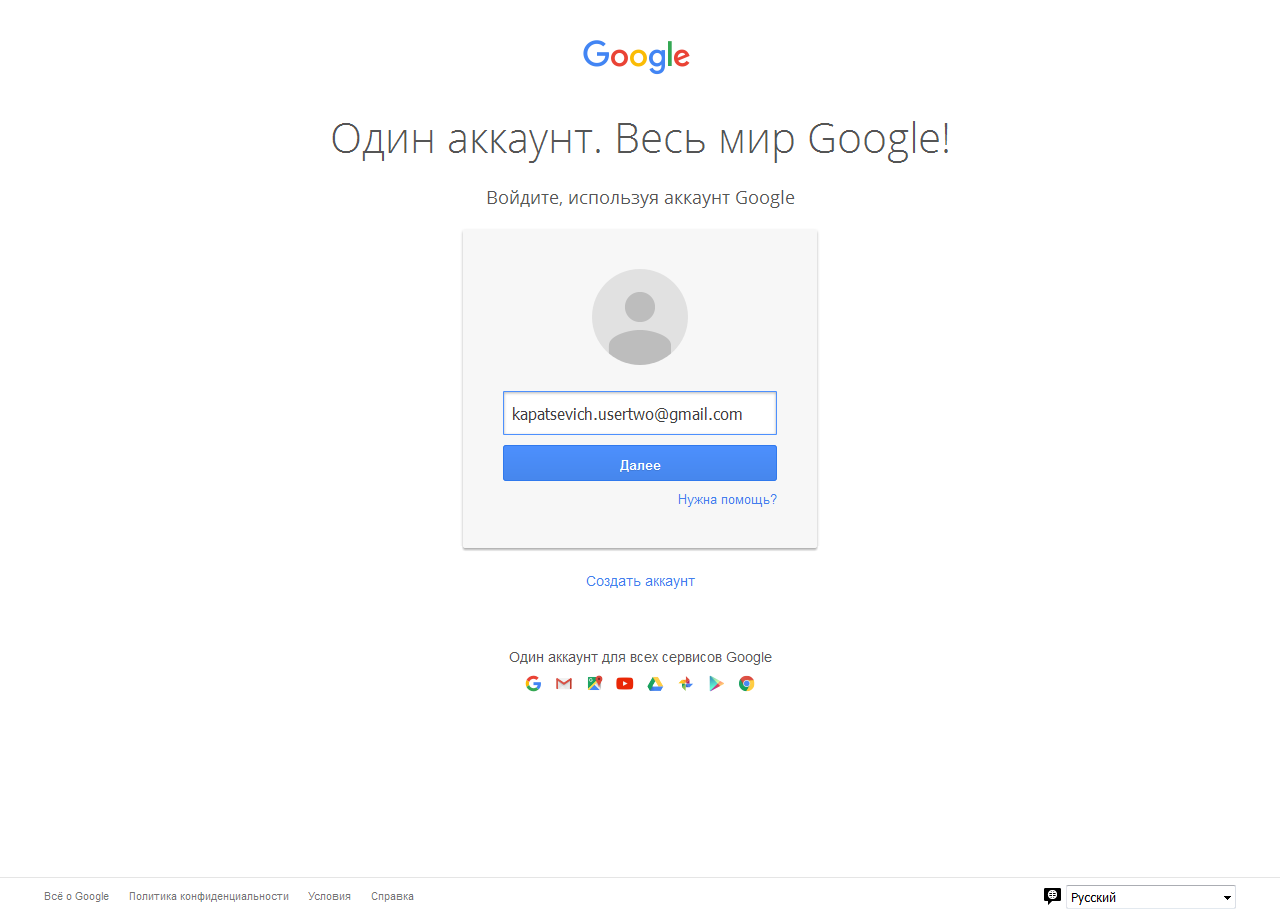 Google
Один аккаунт. Весь мир Google!
Войдите, используя аккаунт Google
kapatsevich.usertwo@gmail.com
Далее
Нужна помощь?
Создать аккаунт
Один аккаунт для всех сервисов Google
Всё о Google Политика конфиденциальности Условия Справка Русский